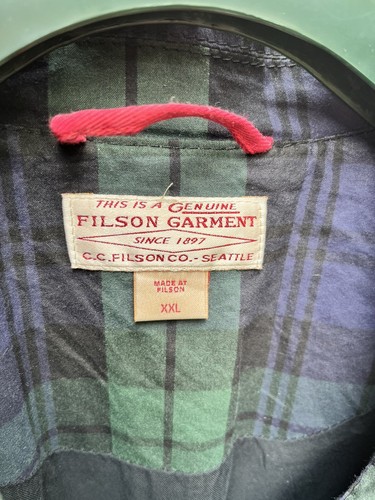 THIS IS A GENUINE
FILSON GARMENT
SINCE 1897
C.C. FILSON CO. - SEATTLE
MADE AT
FILSON
XXL